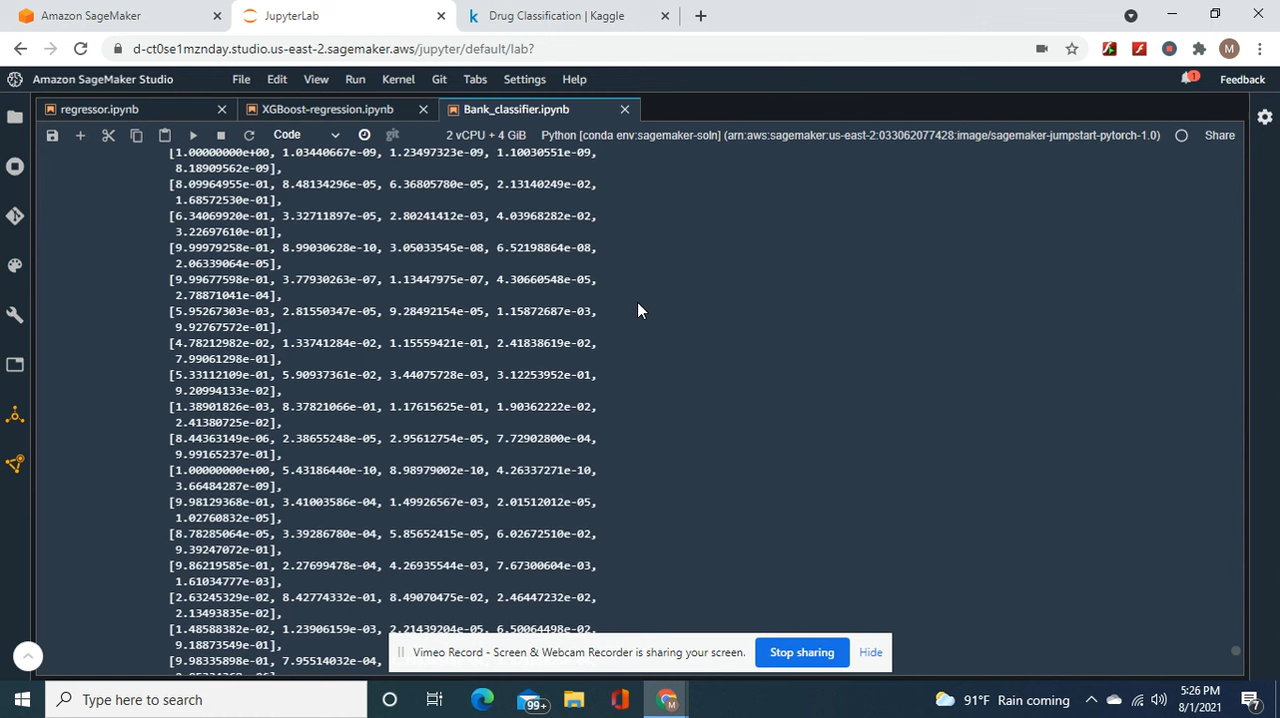 Amazon SageMaker
JupyterLab
Drug Classification | Kaggle
d-ct0se1mznday.studio.us-east-2.sagemaker.aws/jupyter/default/lab?
M
Amazon SageMaker Studio File Edit View Run Kernel Git Tabs Settings Help 1 Feedback
regressor.ipynb XGBoost-regression.ipynb Bank_classifier.ipynb
Code git 2 vCPU + 4 GiB Python [conda env:sagemaker-soln] (arn:aws:sagemaker:us-east-2:033062077428:image/sagemaker-jumpstart-pytorch-1.0) Share
[1.00000000e+00, 1.03440667e-09, 1.23497323e-09, 1.10030551e-09,
8.18909562e-09],
[8.09964955e-01, 8.48134296e-05, 6.36805780e-05, 2.13140249e-02,
1.68572530e-01],
[6.34069920e-01, 3.32711897e-05, 2.80241412e-03, 4.03968282e-02,
3.22697610e-01],
[9.99979258e-01, 8.99030628e-10, 3.05033545e-08, 6.52198864e-08,
2.06339064e-05],
[9.99677598e-01, 3.77930263e-07, 1.13447975e-07, 4.30660548e-05,
2.78871041e-04],
[5.95267303e-03, 2.81550347e-05, 9.28492154e-05, 1.15872687e-03,
9.92767572e-01],
[4.78212982e-02, 1.33741284e-02, 1.15559421e-01, 2.41838619e-02,
7.99061298e-01],
[5.33112109e-01, 5.90937361e-02, 3.44075728e-03, 3.12253952e-01,
9.20994133e-02],
[1.38901826e-03, 8.37821066e-01, 1.17615625e-01, 1.90362222e-02,
2.41380725e-02],
[8.44363149e-06, 2.38655248e-05, 2.95612754e-05, 7.72902800e-04,
9.99165237e-01],
[1.00000000e+00, 5.43186440e-10, 8.98979002e-10, 4.26337271e-10,
3.66484287e-09],
[9.98129368e-01, 3.41003586e-04, 1.49926567e-03, 2.01512012e-05,
1.02760832e-05],
[8.78285064e-05, 3.39286780e-04, 5.85652415e-05, 6.02672510e-02,
9.39247072e-01],
[9.86219585e-01, 2.27699478e-04, 4.26935544e-03, 7.67300604e-03,
1.61034777e-03],
[2.63245329e-02, 8.42774332e-01, 8.49070475e-02, 2.46447232e-02,
2.13493835e-02],
[1.48588382e-02, 1.23906159e-03, 2.21439204e-05, 6.50064498e-02,
9.18873549e-01],
[9.98335898e-01, 7.95514032e-04,
Vimeo Record - Screen & Webcam Recorder is sharing your screen. Stop sharing Hide
Type here to search 99+ M 91°F Rain coming 5:26 PM
8/1/2021 7